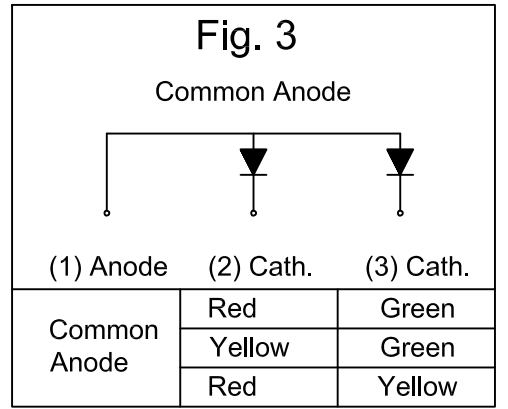 Fig. 3
Common Anode
(1) Anode (2) Cath. (3) Cath.
Common
Anode
Red Green
Yellow Green
Red Yellow